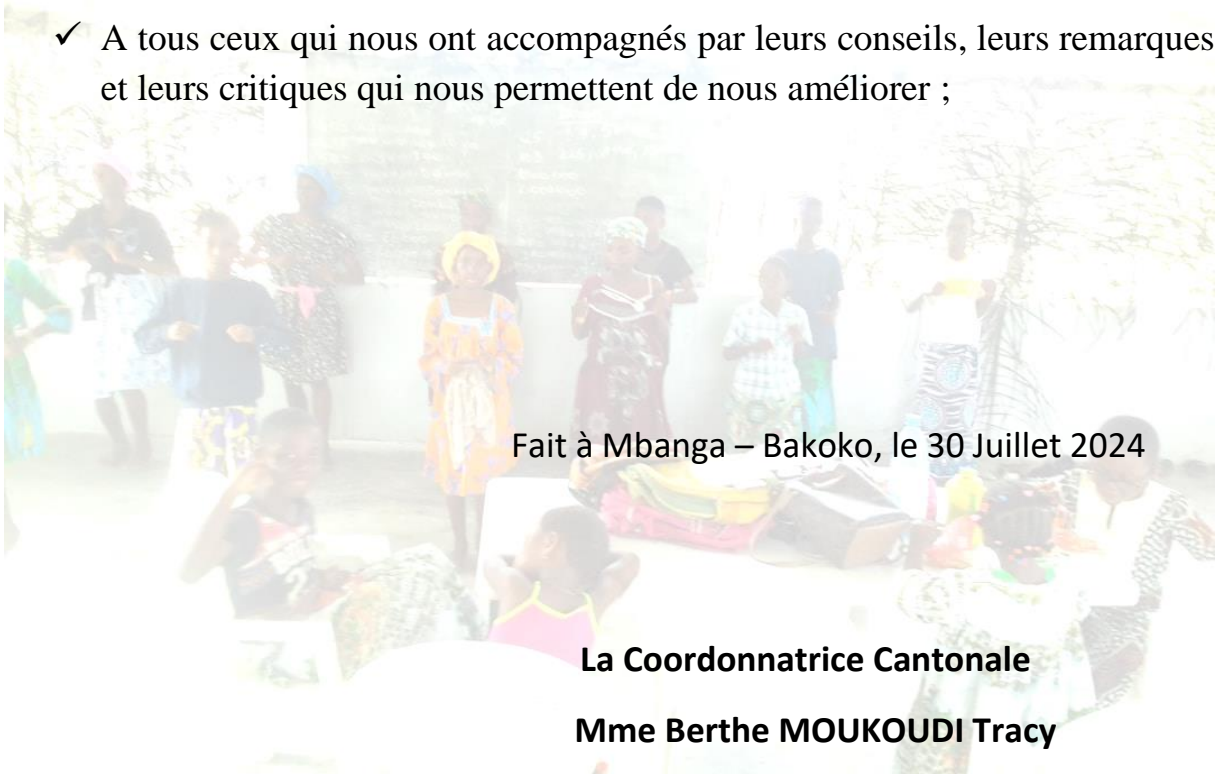 ✓ A tous ceux qui nous ont accompagnés par leurs conseils, leurs remarques
et leurs critiques qui nous permettent de nous améliorer ;
Fait à Mbanga – Bakoko, le 30 Juillet 2024
La Coordonnatrice Cantonale
Mme Berthe MOUKOUDI Tracy